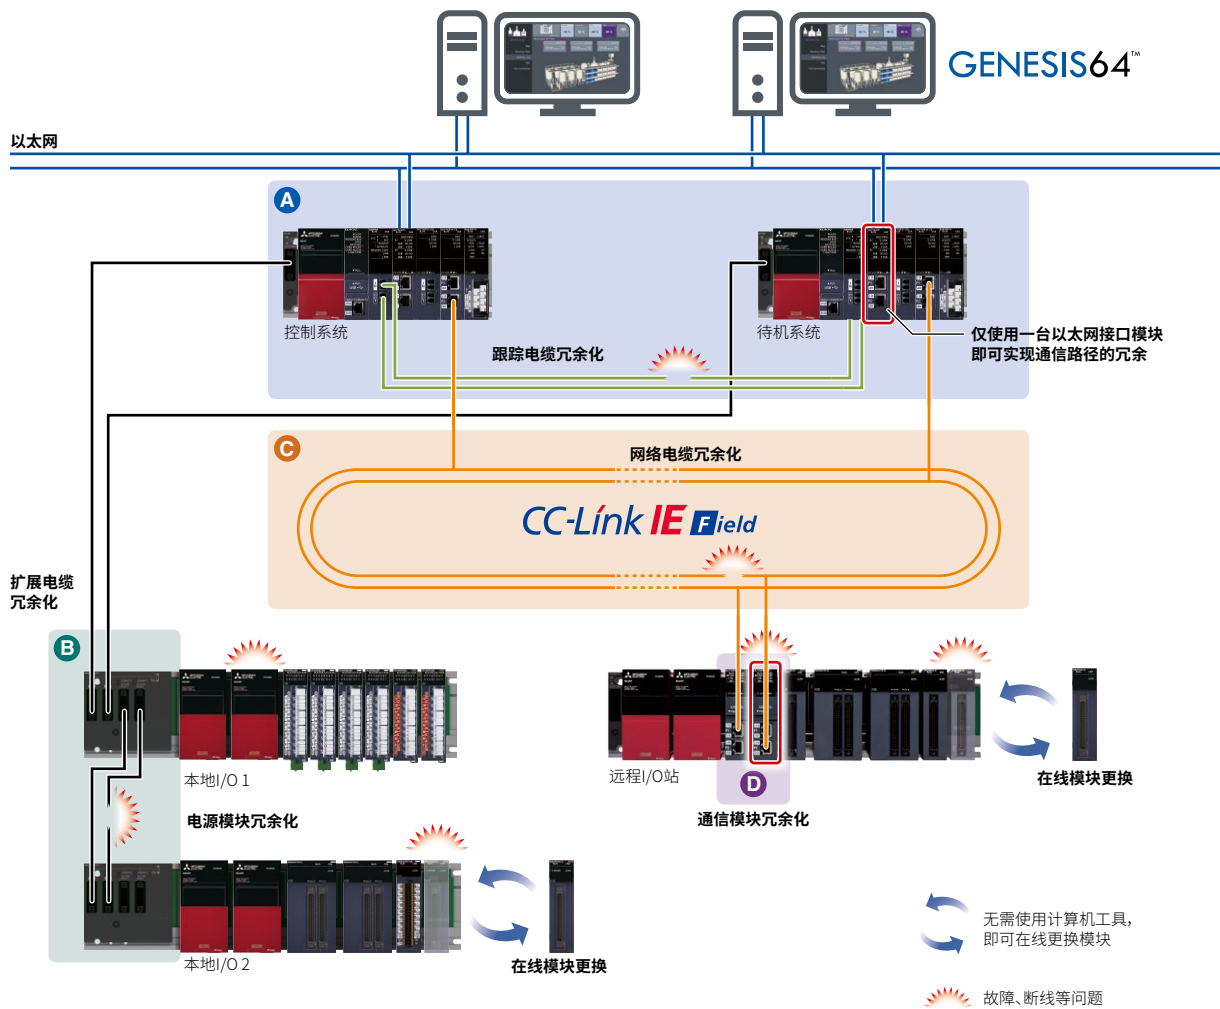 GENESIS64™
以太网
A
控制系统
待机系统
跟踪电缆冗余化
仅使用一台以太网接口模块
即可实现通信路径的冗余
C
网络电缆冗余化
CC-Link IE Field
扩展电缆
冗余化
B
本地I/O 1
电源模块冗余化
远程I/O站
D
通信模块冗余化
在线模块更换
本地I/O 2
在线模块更换
无需使用计算机工具，
即可在线更换模块
故障、断线等问题